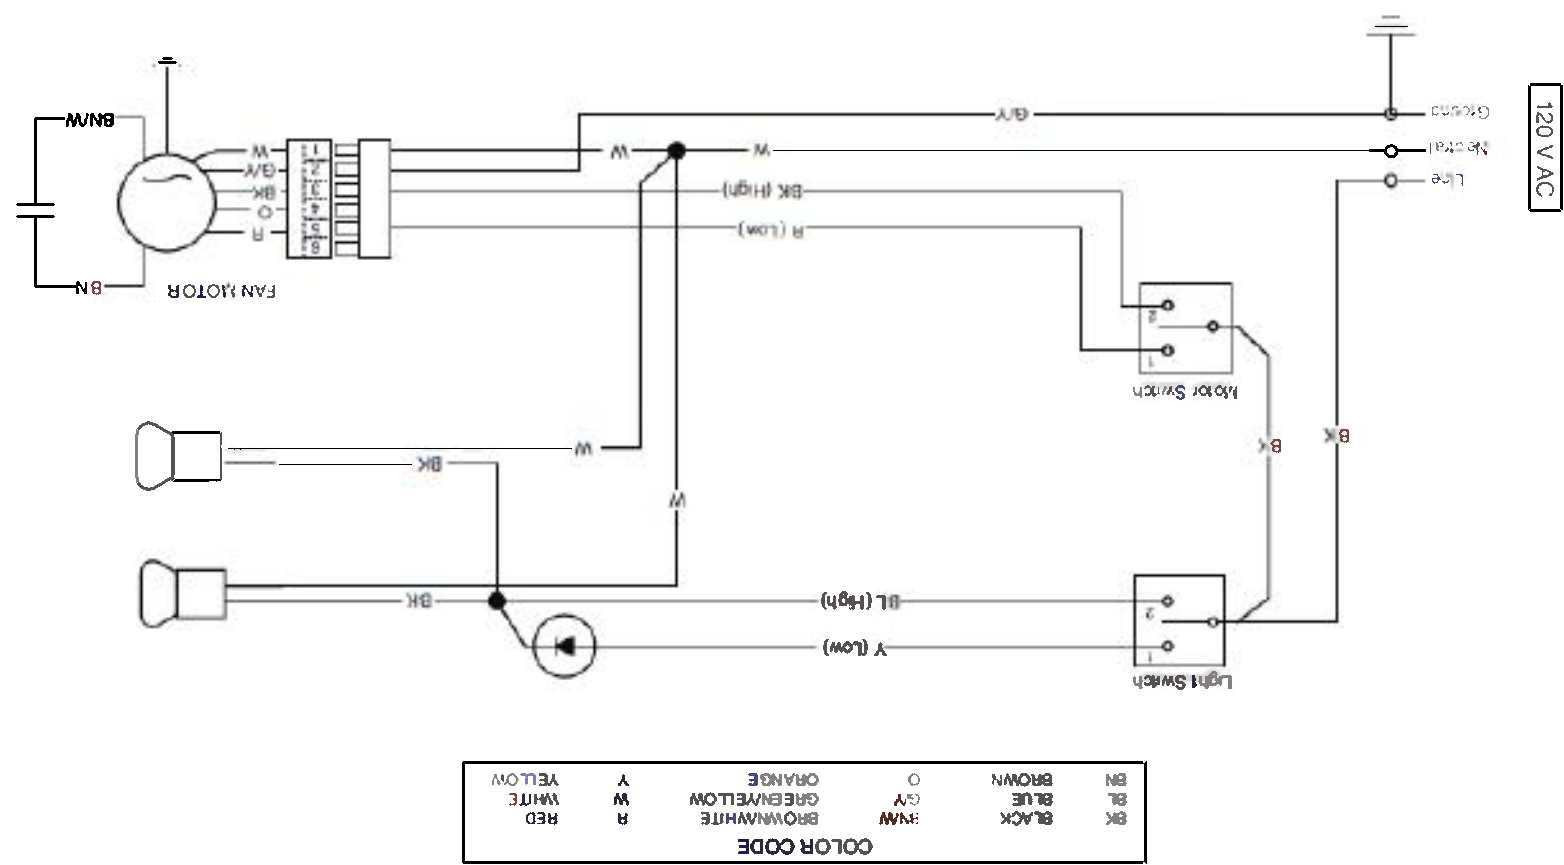 COLOR CODE
BK BLACK BN/W BROWN/WHITE R RED
BL BLUE G/Y GREEN/YELLOW W WHITE
BN BROWN O ORANGE Y YELLOW
Light Switch
1
Y (Low)
2
BL (High)
BK
BK
W
BK
W
BK
BK
Motor Switch
1
2
FAN MOTOR
BN
R (Low)
R
6
5
O
4
BK (High)
BK
3
G/Y
2
W
W
W
1
G/Y
BN/W
Line
Neutral
Ground
120 V AC